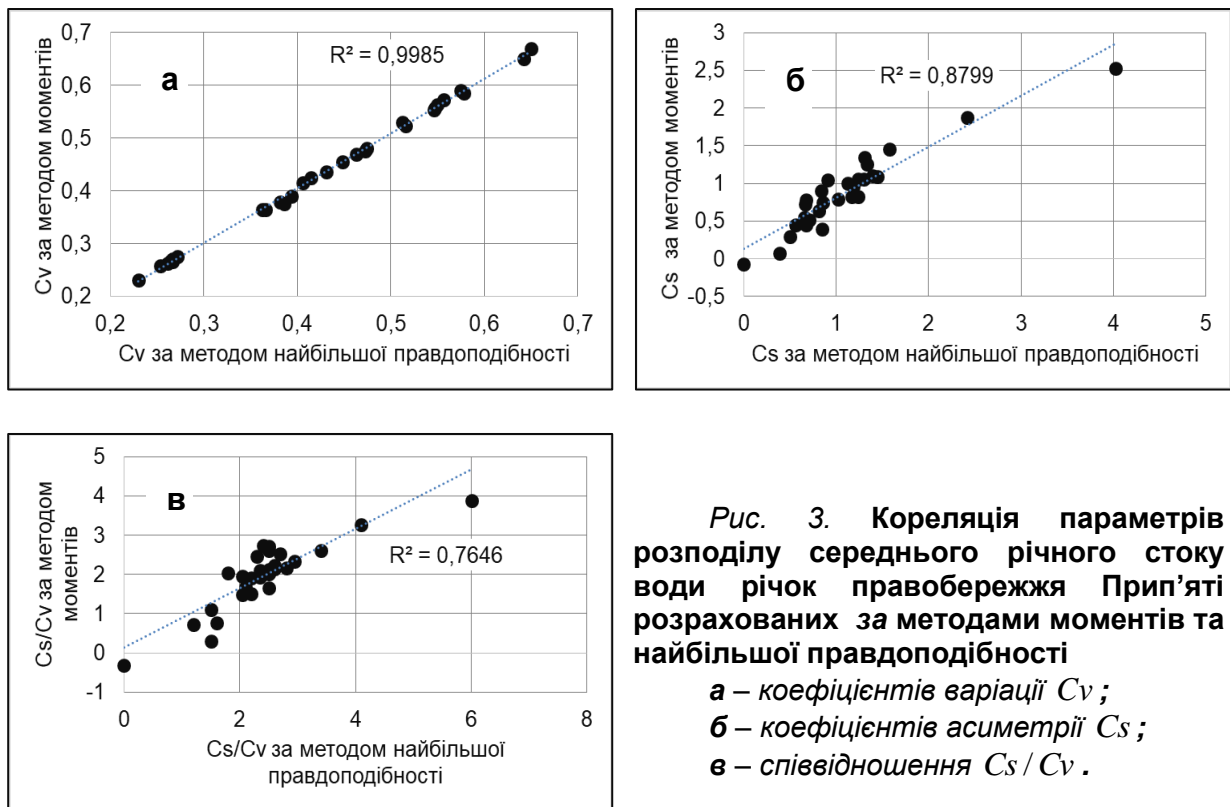 0,7
0,6
0,5
0,4
0,3
0,2
Cv за методом моментів
а
R² = 0,9985
0,2 0,3 0,4 0,5 0,6 0,7
Cv за методом найбільшої правдоподібності
3
2,5
2
1,5
1
0,5
0
-0,5
Cs за методом моментів
б
R² = 0,8799
0 1 2 3 4 5
Cs за методом найбільшої правдоподібності
5
4
3
2
1
0
-1
Cs/Cv за методом
моментів
в
R² = 0,7646
0 2 4 6 8
Cs/Cv за методом найбільшої
правдоподібності
Рис. 3. Кореляція параметрів
розподілу середнього річного стоку
води річок правобережжя Прип’яті
розрахованих за методами моментів та
найбільшої правдоподібності
а – коефіцієнтів варіації Cv ;
б – коефіцієнтів асиметрії Cs ;
в – співвідношення Cs / Cv .